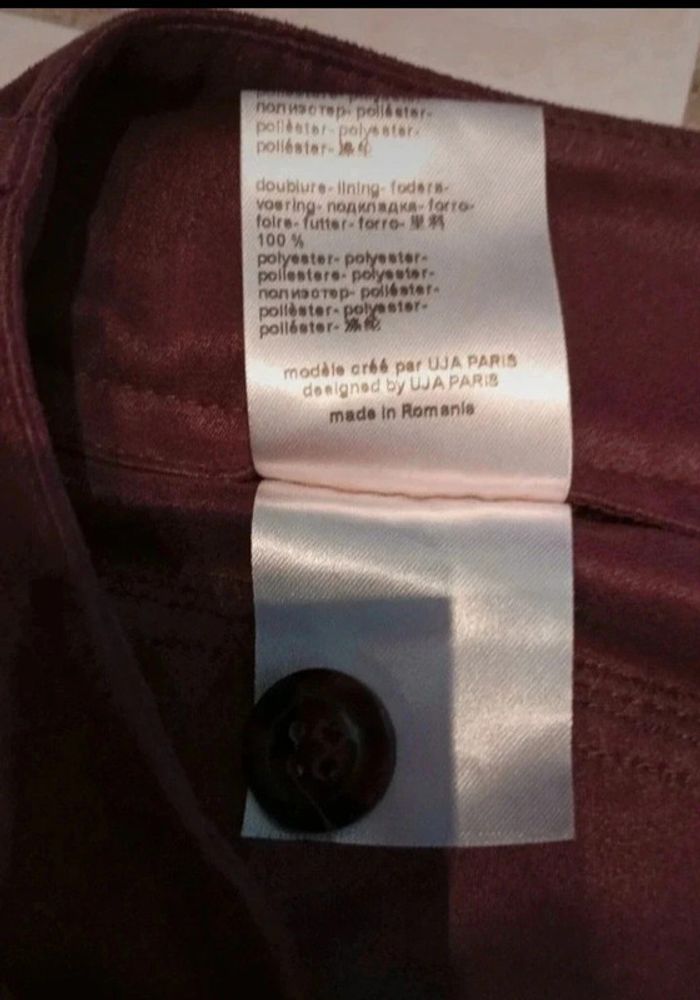 полиэстер- poliéster-
polièster- polyester-
poliéster- 涤纶
doublure- lining- fodera-
voering- подкладка- forro-
folre- futter- forro- 里料
100 %
polyester- polyester-
poliestere- polyester-
полиэстер- poliéster-
polièster- polyester-
poliéster- 涤纶
modèle créé par UJA PARIS
designed by UJA PARIS
made in Romania